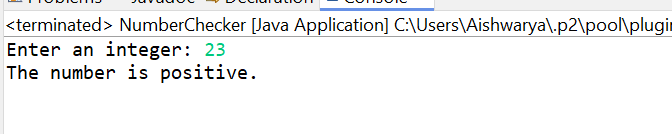 Problems Javadoc Declaration Console
<terminated> NumberChecker [Java Application] C:\Users\Aishwarya\.p2\pool\plugin
Enter an integer: 23
The number is positive.